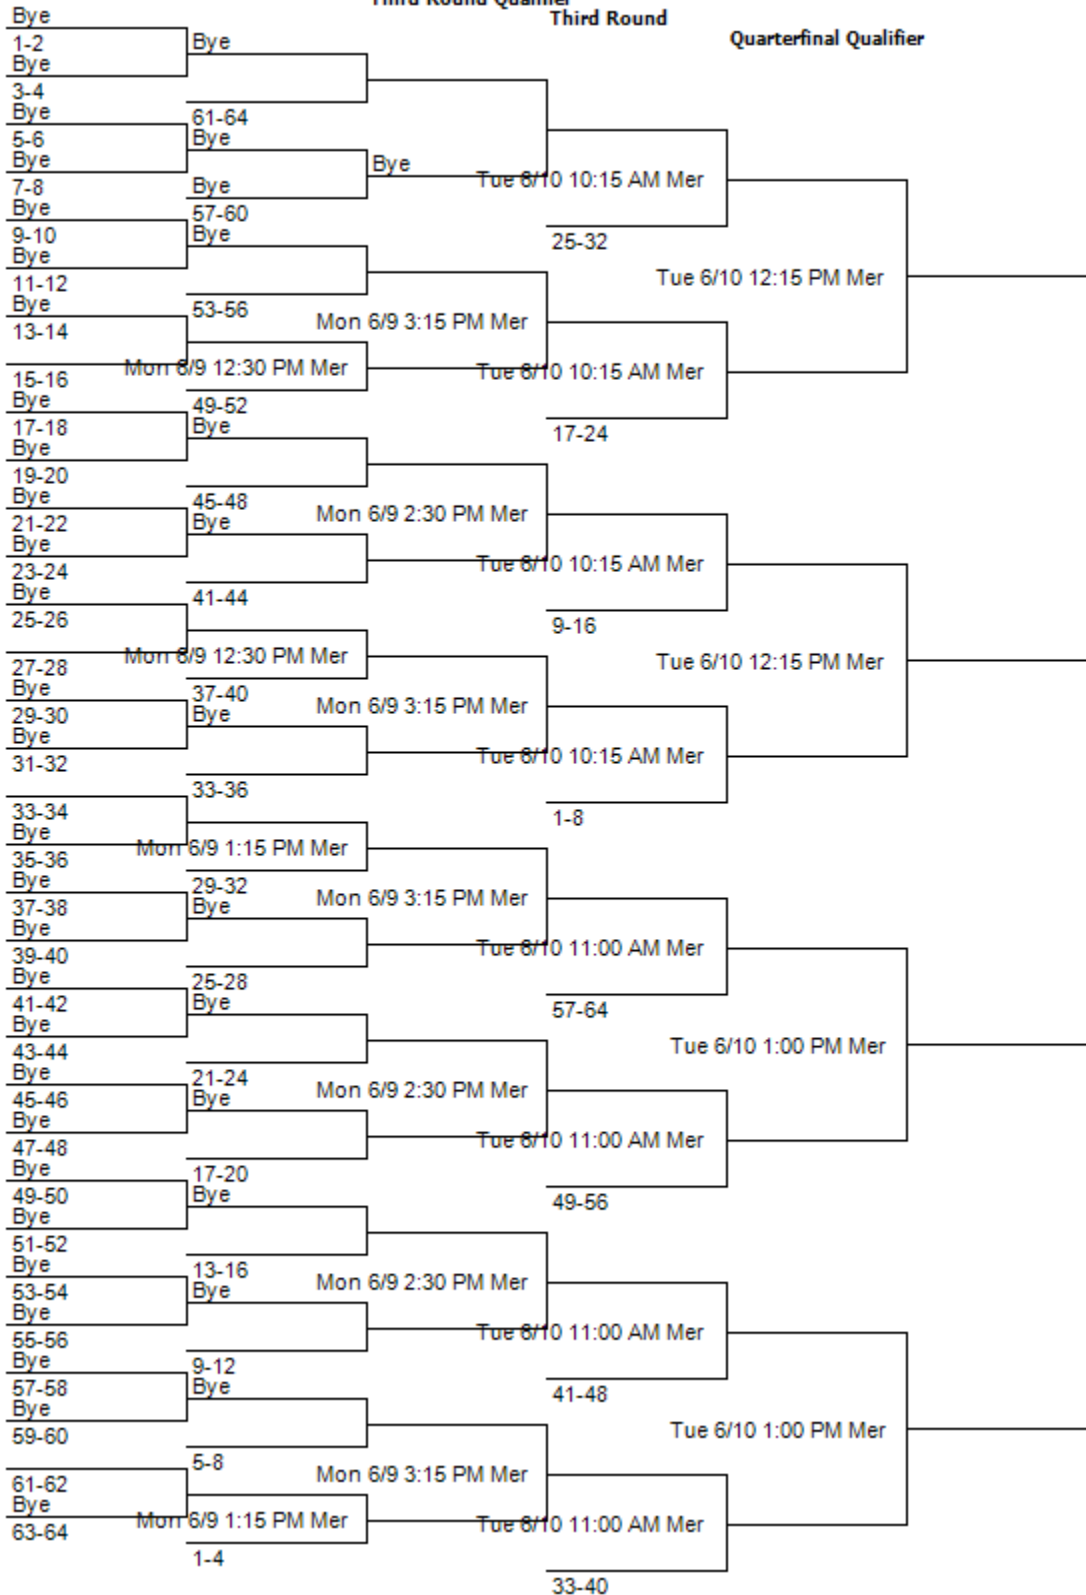 Third Round Qualifier
Third Round
Quarterfinal Qualifier
Bye
1-2
Bye
3-4
Bye
5-6
Bye
7-8
Bye
9-10
Bye
11-12
Bye
13-14
15-16
Bye
17-18
Bye
19-20
Bye
21-22
Bye
23-24
Bye
25-26
27-28
Bye
29-30
Bye
31-32
33-34
Bye
35-36
Bye
37-38
Bye
39-40
Bye
41-42
Bye
43-44
Bye
45-46
Bye
47-48
Bye
49-50
Bye
51-52
Bye
53-54
Bye
55-56
Bye
57-58
Bye
59-60
61-62
Bye
63-64
Bye
61-64
Bye
Bye
57-60
Bye
53-56
Mon 6/9 12:30 PM Mer
49-52
Bye
45-48
Bye
41-44
Mon 6/9 12:30 PM Mer
37-40
Bye
33-36
Mon 6/9 1:15 PM Mer
29-32
Bye
25-28
Bye
21-24
Bye
17-20
Bye
13-16
Bye
9-12
Bye
5-8
Mon 6/9 1:15 PM Mer
1-4
Bye
Mon 6/9 3:15 PM Mer
Mon 6/9 2:30 PM Mer
Mon 6/9 3:15 PM Mer
Mon 6/9 3:15 PM Mer
Mon 6/9 2:30 PM Mer
Mon 6/9 2:30 PM Mer
Mon 6/9 3:15 PM Mer
Tue 6/10 10:15 AM Mer
25-32
Tue 6/10 10:15 AM Mer
17-24
Tue 6/10 10:15 AM Mer
9-16
Tue 6/10 10:15 AM Mer
1-8
Tue 6/10 11:00 AM Mer
57-64
Tue 6/10 11:00 AM Mer
49-56
Tue 6/10 11:00 AM Mer
41-48
Tue 6/10 11:00 AM Mer
33-40
Tue 6/10 12:15 PM Mer
Tue 6/10 12:15 PM Mer
Tue 6/10 1:00 PM Mer
Tue 6/10 1:00 PM Mer